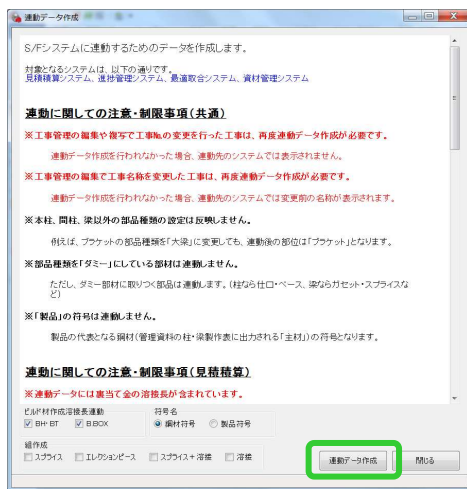 連動データ作成
S/Fシステムに連動するためのデータを作成します。
対象となるシステムは、以下の通りです。
見積積算システム、進捗管理システム、最適取合システム、資材管理システム
連動に関しての注意・制限事項(共通)
※工事管理の編集や複写で工事№の変更を行った工事は、再度連動データ作成が必要です。
連動データ作成を行われなかった場合、連動先のシステムでは表示されません。
※工事管理の編集で工事名称を変更した工事は、再度連動データ作成が必要です。
連動データ作成を行われなかった場合、連動先のシステムでは変更前の名称が表示されます。
※本柱、間柱、梁以外の部品種類の設定は反映しません。
例えば、ブラケットの部品種類を「大梁」に変更しても、連動後の部位は「ブラケット」となります。
※部品種類を「ダミー」にしている部材は連動しません。
ただし、ダミー部材に取りつく部品は連動します。(柱なら仕口・ベース、梁ならガセット・スプライスな
ど)
※「製品」の符号は連動しません。
製品の代表となる鋼材(管理資料の柱・梁製作表に出力される「主材」)の符号となります。
連動に関しての注意・制限事項(見積積算)
※連動データには裏当て金の溶接長が含まれています。
ビルド材作成溶接長連動
BH・BT
B.BOX
符号名
鋼材符号
製品符号
組作成
スプライス
エレクションピース
スプライス+溶接
溶接
連動データ作成
閉じる